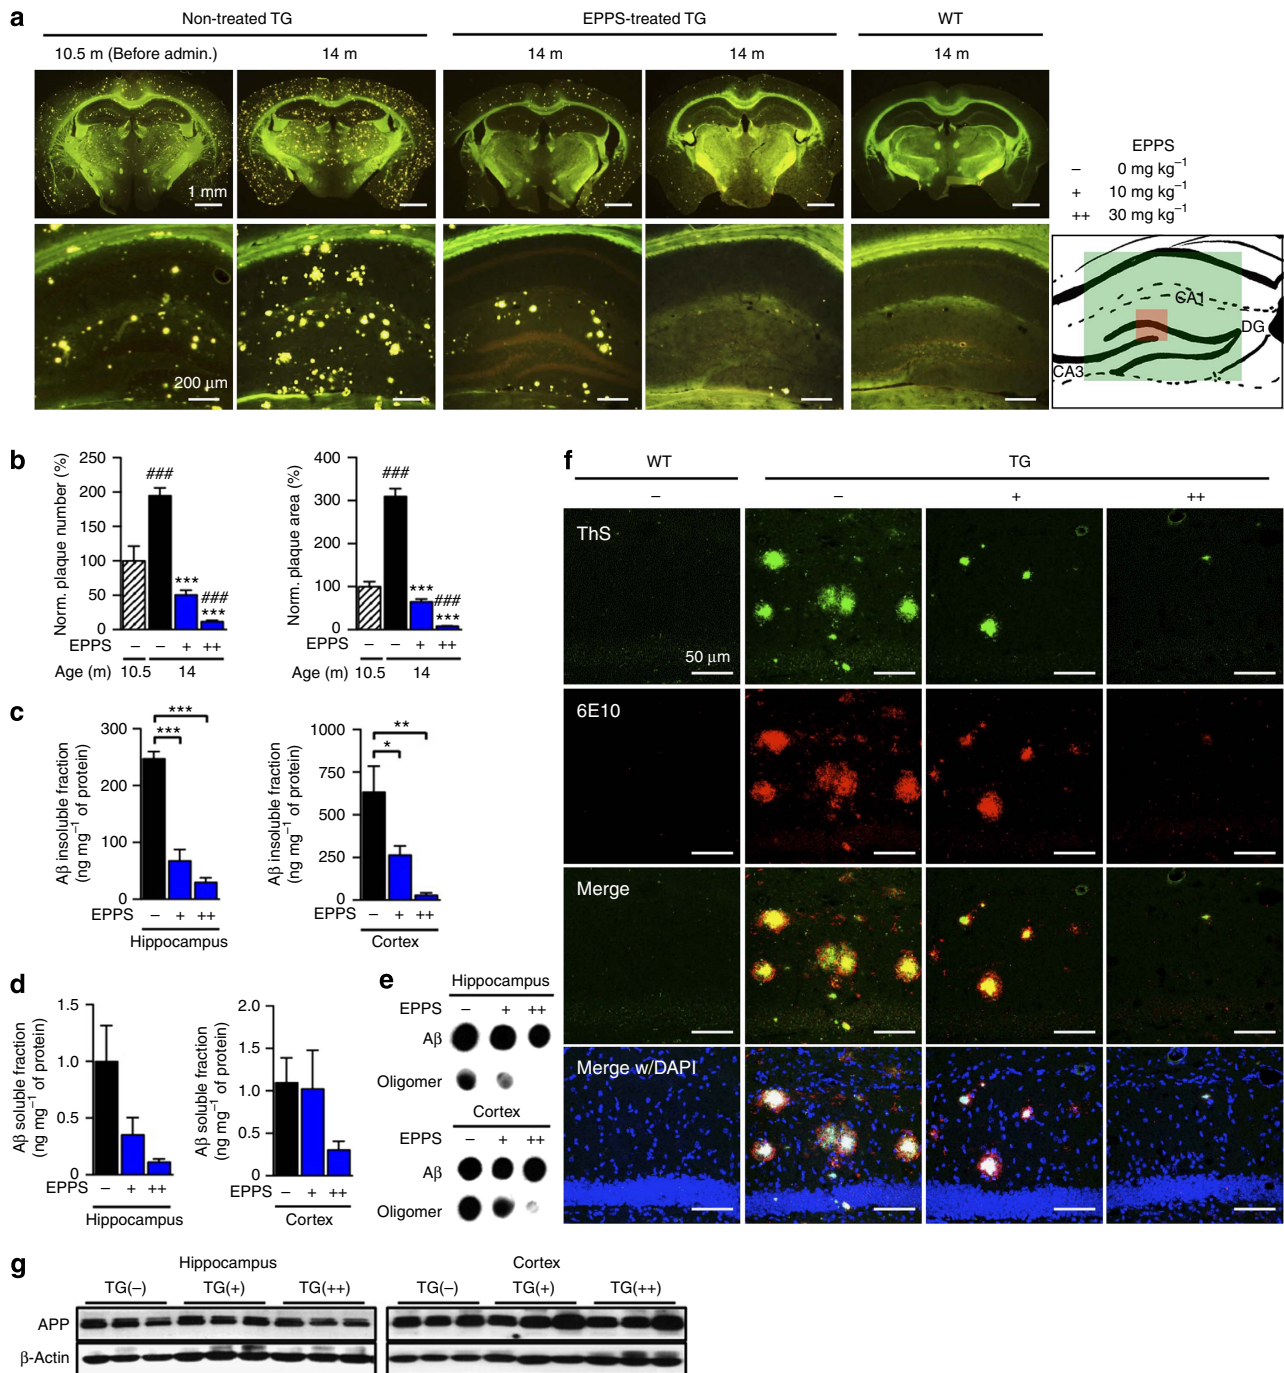 a
Non-treated TG
EPPS-treated TG
WT
10.5 m (Before admin.)
14 m
14 m
14 m
14 m
1 mm
200 μm
EPPS
– 0 mg kg⁻¹
+ 10 mg kg⁻¹
++ 30 mg kg⁻¹
CA1
DG
CA3
b
Norm. plaque number (%)
250
200
150
100
50
0
###
***
###
***
EPPS – – + ++
Age (m) 10.5 14
Norm. plaque area (%)
400
300
200
100
0
###
***
###
***
EPPS – – + ++
Age (m) 10.5 14
c
Aβ insoluble fraction
(ng mg⁻¹ of protein)
300
200
100
0
***
***
EPPS – + ++
Hippocampus
Aβ insoluble fraction
(ng mg⁻¹ of protein)
1000
750
500
250
0
**
*
EPPS – + ++
Cortex
d
Aβ soluble fraction
(ng mg⁻¹ of protein)
1.5
1.0
0.5
0
EPPS – + ++
Hippocampus
Aβ soluble fraction
(ng mg⁻¹ of protein)
2.0
1.5
1.0
0.5
0
EPPS – + ++
Cortex
e
Hippocampus
EPPS – + ++
Aβ
Oligomer
Cortex
EPPS – + ++
Aβ
Oligomer
f
WT
TG
– – + ++
ThS
50 μm
6E10
Merge
Merge w/DAPI
g
Hippocampus
Cortex
TG(–) TG(+) TG(++)
TG(–) TG(+) TG(++)
APP
β-Actin